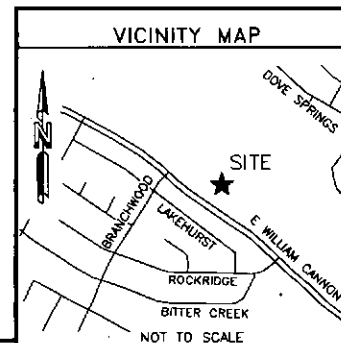 VICINITY MAP
DOVE SPRINGS
N
SITE
E WILLIAM CANNON
BRANCHWOOD
LAKEHURST
ROCKRIDGE
BITTER CREEK
NOT TO SCALE